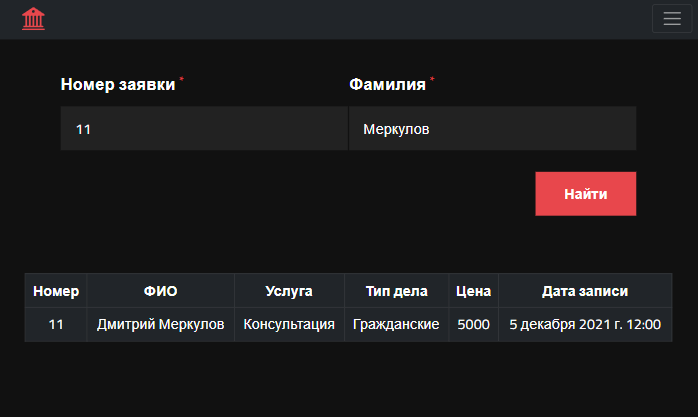 Номер заявки * Фамилия *
11 Меркулов
Найти
Номер ФИО Услуга Тип дела Цена Дата записи
11 Дмитрий Меркулов Консультация Гражданские 5000 5 декабря 2021 г. 12:00